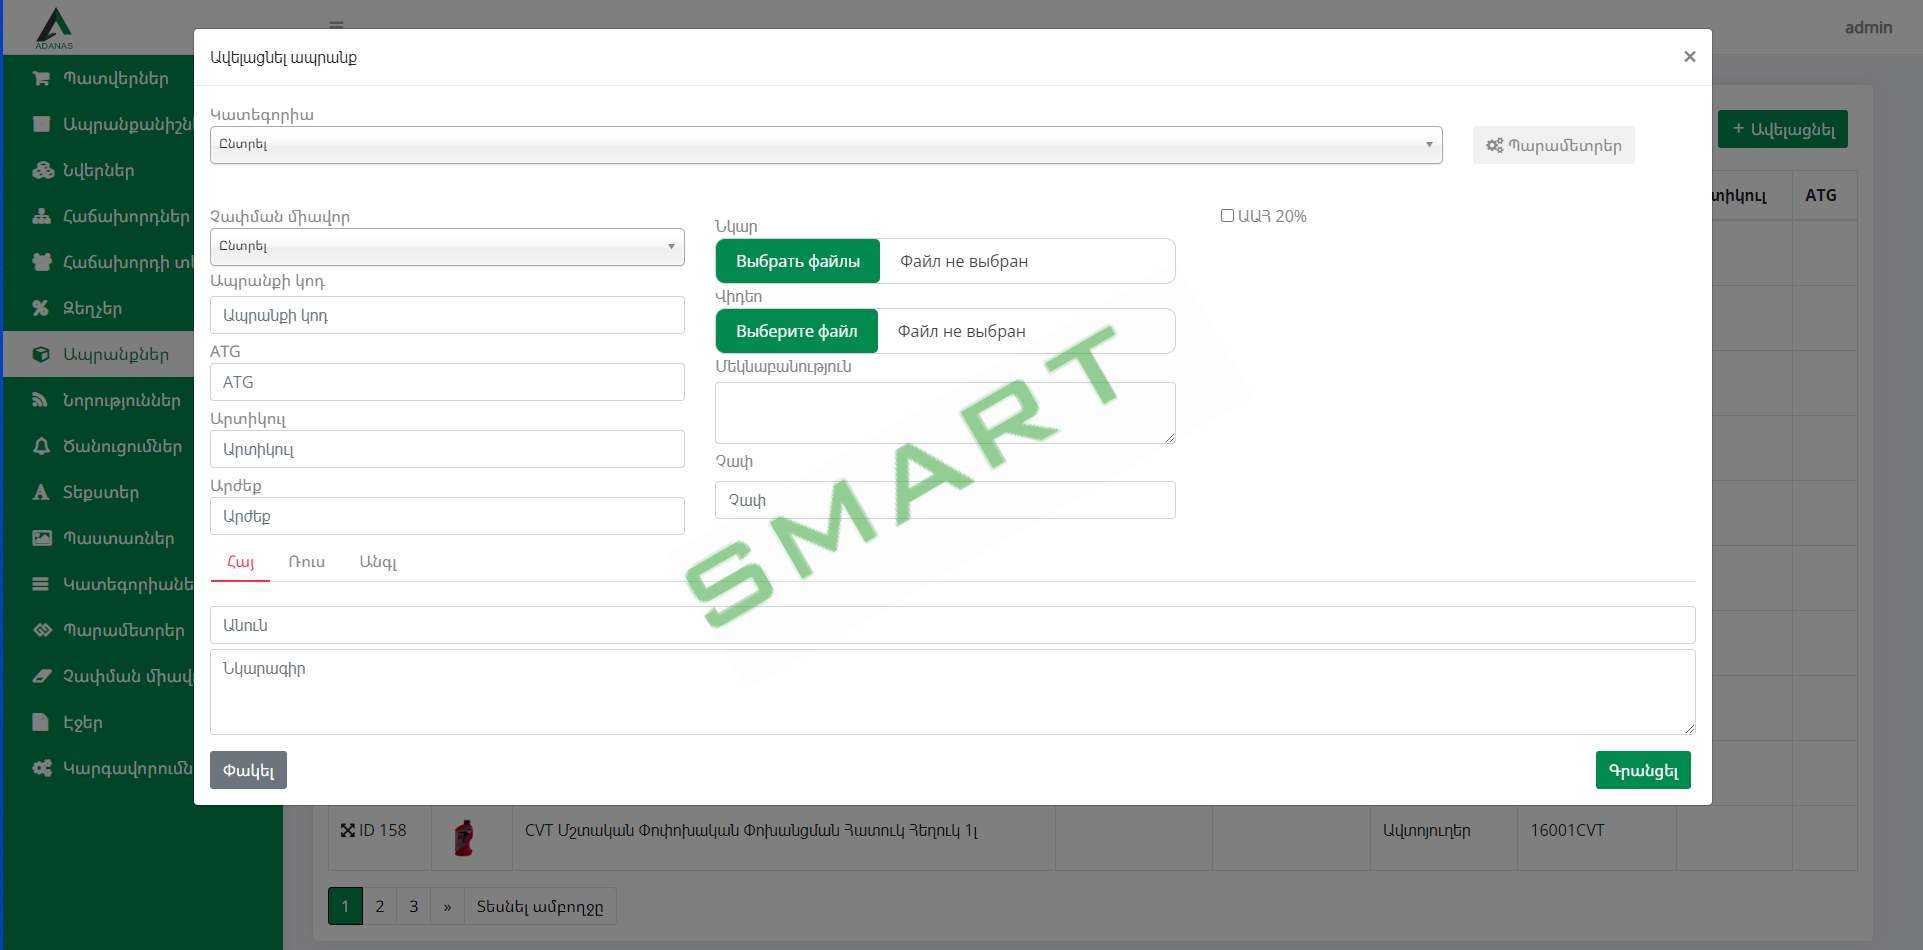 ADANAS
admin
Պատվերներ
Ապրանքանիշն
Նվերներ
Հաճախորդներ
Հաճախորդի տե
Զեղչեր
Ապրանքներ
Նորություններ
Ծանուցումներ
Տեքստեր
Պաստառներ
Կատեգորիանե
Պարամետրեր
Չափման միավ
Էջեր
Կարգավորումն
Ավելացնել ապրանք
×
Կատեգորիա
Ընտրել
Պարամետրեր
Չափման միավոր
Ընտրել
Ապրանքի կոդ
Ապրանքի կոդ
ATG
ATG
Արտիկուլ
Արտիկուլ
Արժեք
Արժեք
Նկար
Выбрать файлы Файл не выбран
Վիդեո
Выберите файл Файл не выбран
Մեկնաբանություն
Չափ
Չափ
ԱԱՀ 20%
Հայ Ռուս Անգլ
Անուն
Նկարագիր
Փակել Գրանցել
SMART
+ Ավելացնել
տիկուլ ATG
ID 158 CVT Մշտական Փոփոխական Փոխանցման Հատուկ Հեղուկ 1լ Ավտոյուղեր 16001CVT
1 2 3 » Տեսնել ամբողջը